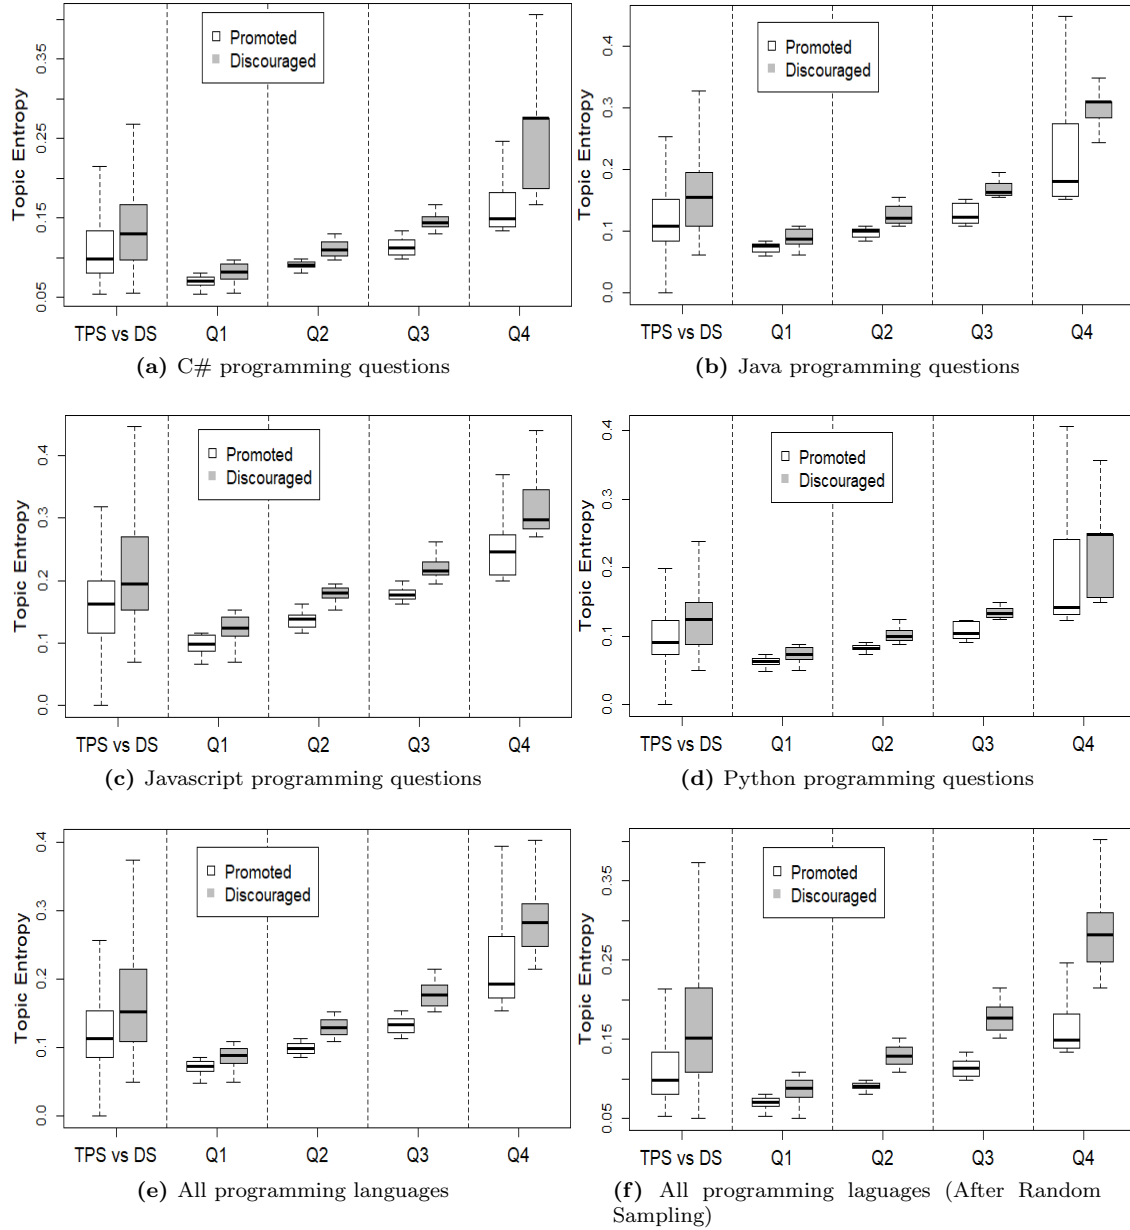 Topic Entropy
0.05 0.15 0.25 0.35
Promoted
Discouraged
TPS vs DS Q1 Q2 Q3 Q4
(a) C# programming questions
Topic Entropy
0.0 0.1 0.2 0.3 0.4
Promoted
Discouraged
TPS vs DS Q1 Q2 Q3 Q4
(b) Java programming questions
Topic Entropy
0.0 0.1 0.2 0.3 0.4
Promoted
Discouraged
TPS vs DS Q1 Q2 Q3 Q4
(c) Javascript programming questions
Topic Entropy
0.0 0.1 0.2 0.3 0.4
Promoted
Discouraged
TPS vs DS Q1 Q2 Q3 Q4
(d) Python programming questions
Topic Entropy
0.0 0.1 0.2 0.3 0.4
Promoted
Discouraged
TPS vs DS Q1 Q2 Q3 Q4
(e) All programming languages
Topic Entropy
0.05 0.15 0.25 0.35
Promoted
Discouraged
TPS vs DS Q1 Q2 Q3 Q4
(f) All programming laguages (After Random
Sampling)